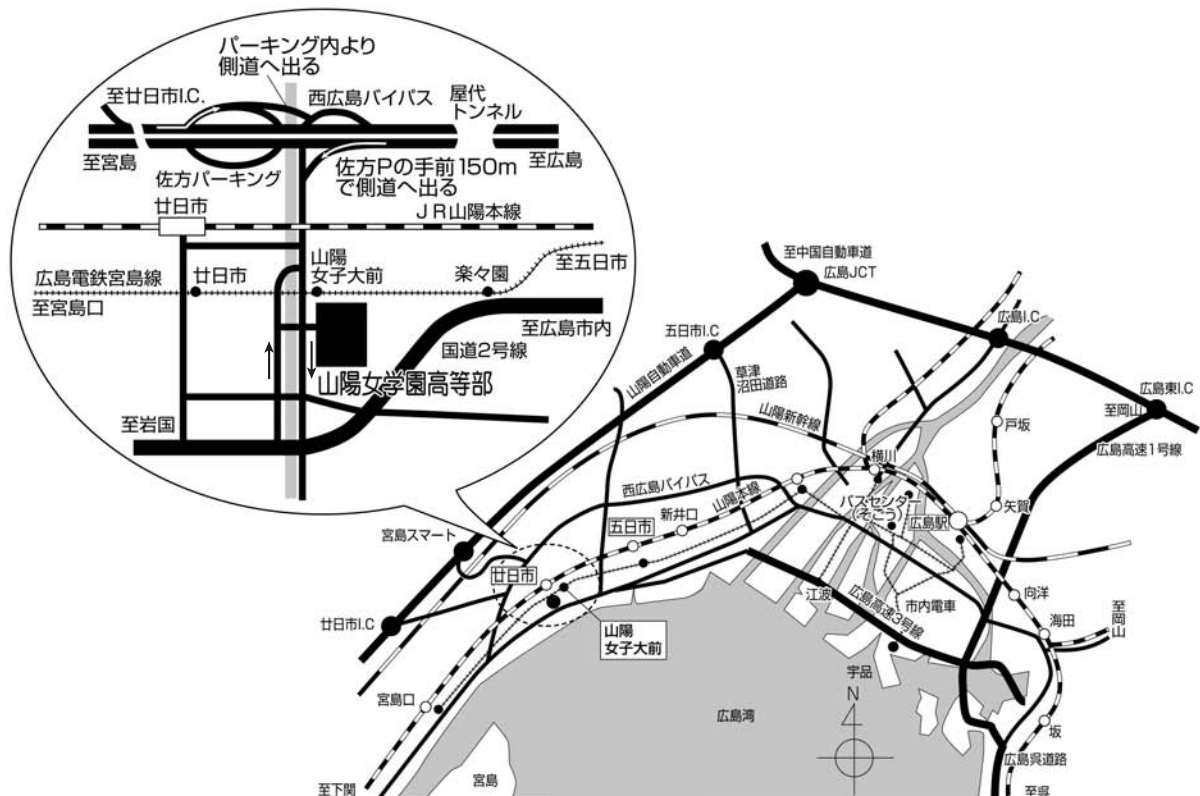 パーキング内より
側道へ出る
至廿日市I.C.
西広島バイパス
屋代
トンネル
至宮島
佐方パーキング
佐方Pの手前150m
で側道へ出る
至広島
廿日市
JR山陽本線
広島電鉄宮島線
廿日市
山陽
女子大前
楽々園
至五日市
至宮島口
至広島市内
国道2号線
山陽女学園高等部
至岩国
至中国自動車道
広島JCT
広島I.C
五日市I.C
山陽自動車道
草津
沼田道路
広島東I.C
至岡山
山陽新幹線
戸坂
広島高速1号線
横川
西広島バイパス
山陽本線
バスセンター
(そごう)
広島駅
矢賀
新井口
五日市
宮島スマート
廿日市
江波
広島高速3号線
市内電車
向洋
海田
至岡山
廿日市I.C
山陽
女子大前
宇品
宮島口
広島湾
N
坂
広島呉道路
至下関
宮島
至呉